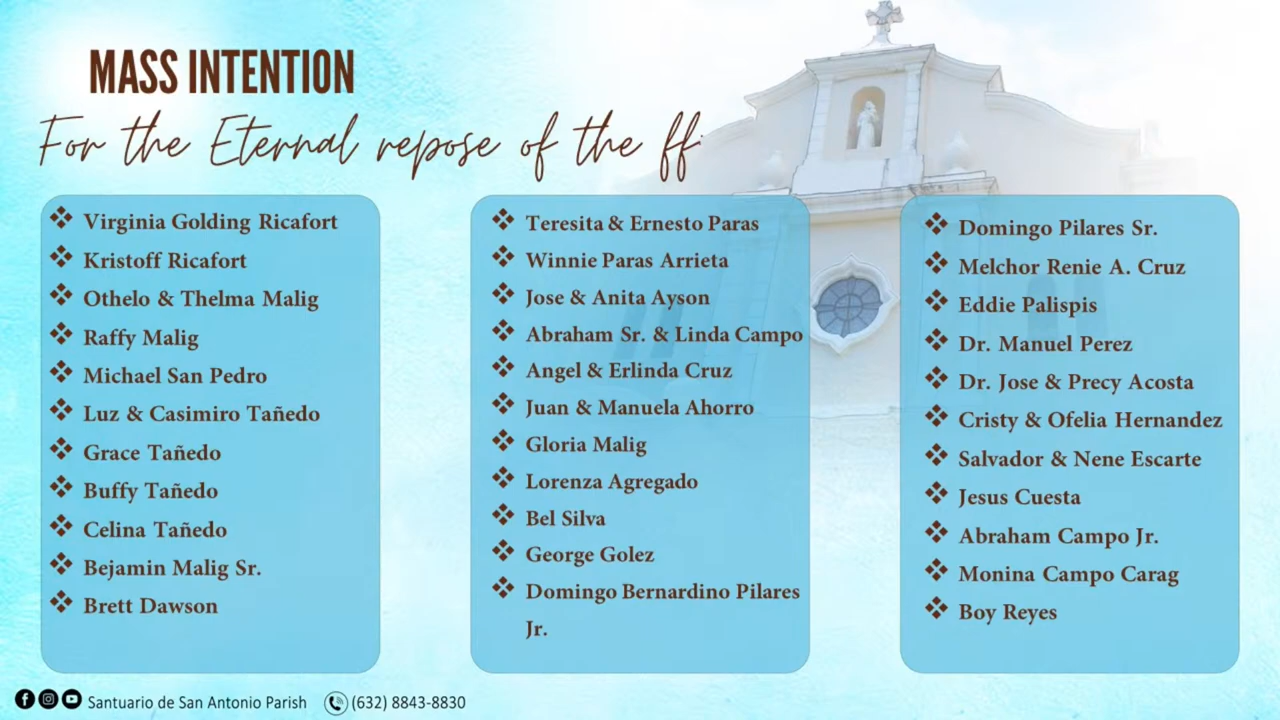 MASS INTENTION
For the Eternal repose of the ff:
Virginia Golding Ricafort
Kristoff Ricafort
Othelo & Thelma Malig
Raffy Malig
Michael San Pedro
Luz & Casimiro Tañedo
Grace Tañedo
Buffy Tañedo
Celina Tañedo
Bejamin Malig Sr.
Brett Dawson
Teresita & Ernesto Paras
Winnie Paras Arrieta
Jose & Anita Ayson
Abraham Sr. & Linda Campo
Angel & Erlinda Cruz
Juan & Manuela Ahorro
Gloria Malig
Lorenza Agregado
Bel Silva
George Golez
Domingo Bernardino Pilares
Jr.
Domingo Pilares Sr.
Melchor Renie A. Cruz
Eddie Palispis
Dr. Manuel Perez
Dr. Jose & Precy Acosta
Cristy & Ofelia Hernandez
Salvador & Nene Escarte
Jesus Cuesta
Abraham Campo Jr.
Monina Campo Carag
Boy Reyes
Santuario de San Antonio Parish (632) 8843-8830